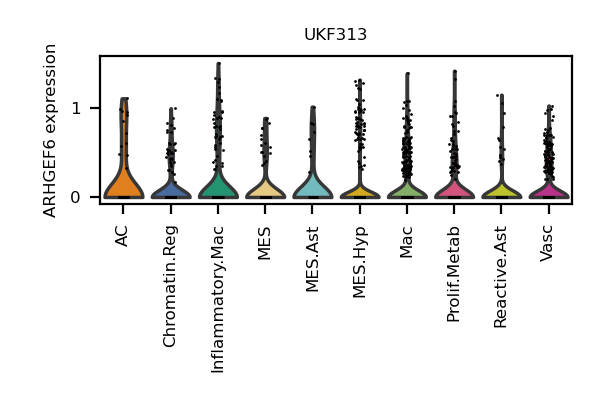 UKF313
ARHGEF6 expression
1
0
AC
Chromatin.Reg
Inflammatory.Mac
MES
MES.Ast
MES.Hyp
Mac
Prolif.Metab
Reactive.Ast
Vasc